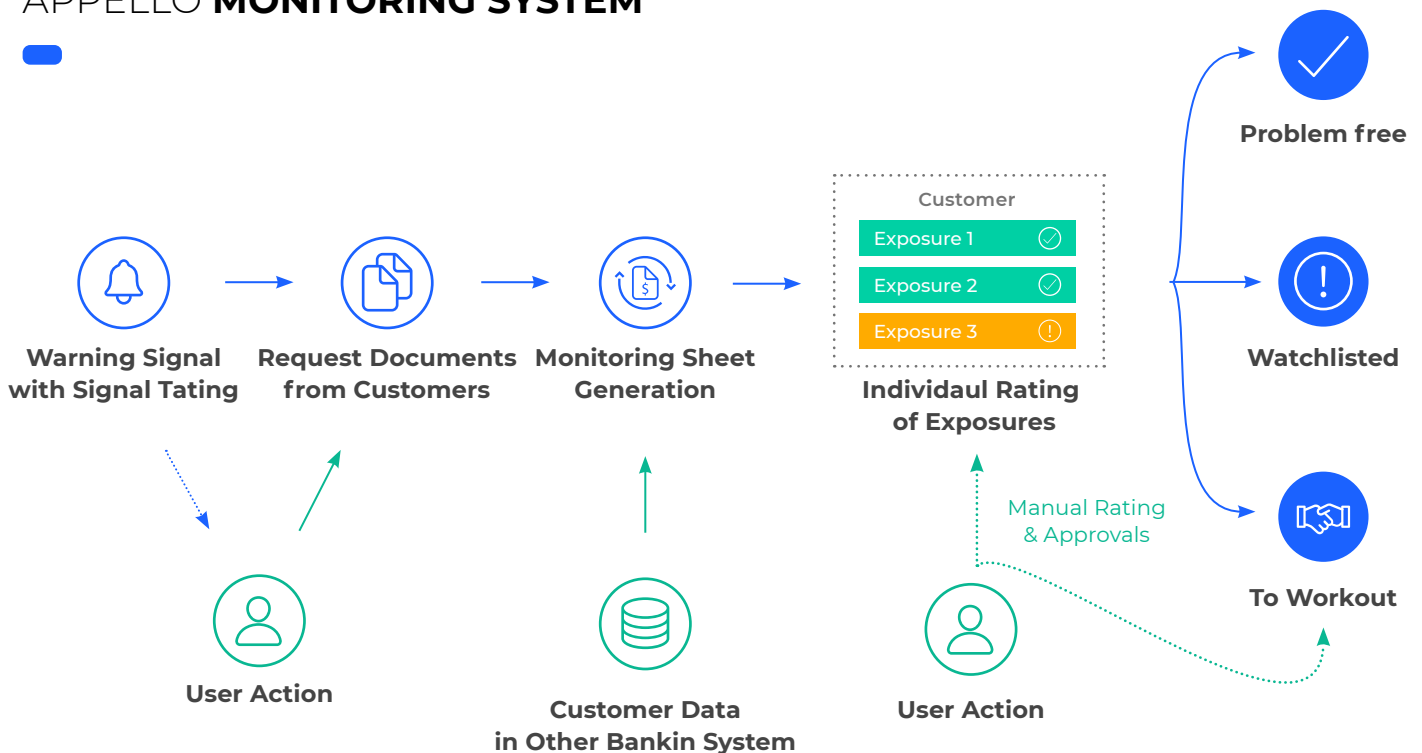 APPELLO MONITORING SYSTEM
Problem free
Customer
Exposure 1
Exposure 2
Exposure 3
$
Warning Signal
with Signal Tating
Request Documents
from Customers
Monitoring Sheet
Generation
Individaul Rating
of Exposures
Watchlisted
Manual Rating
& Approvals
To Workout
User Action
Customer Data
in Other Bankin System
User Action